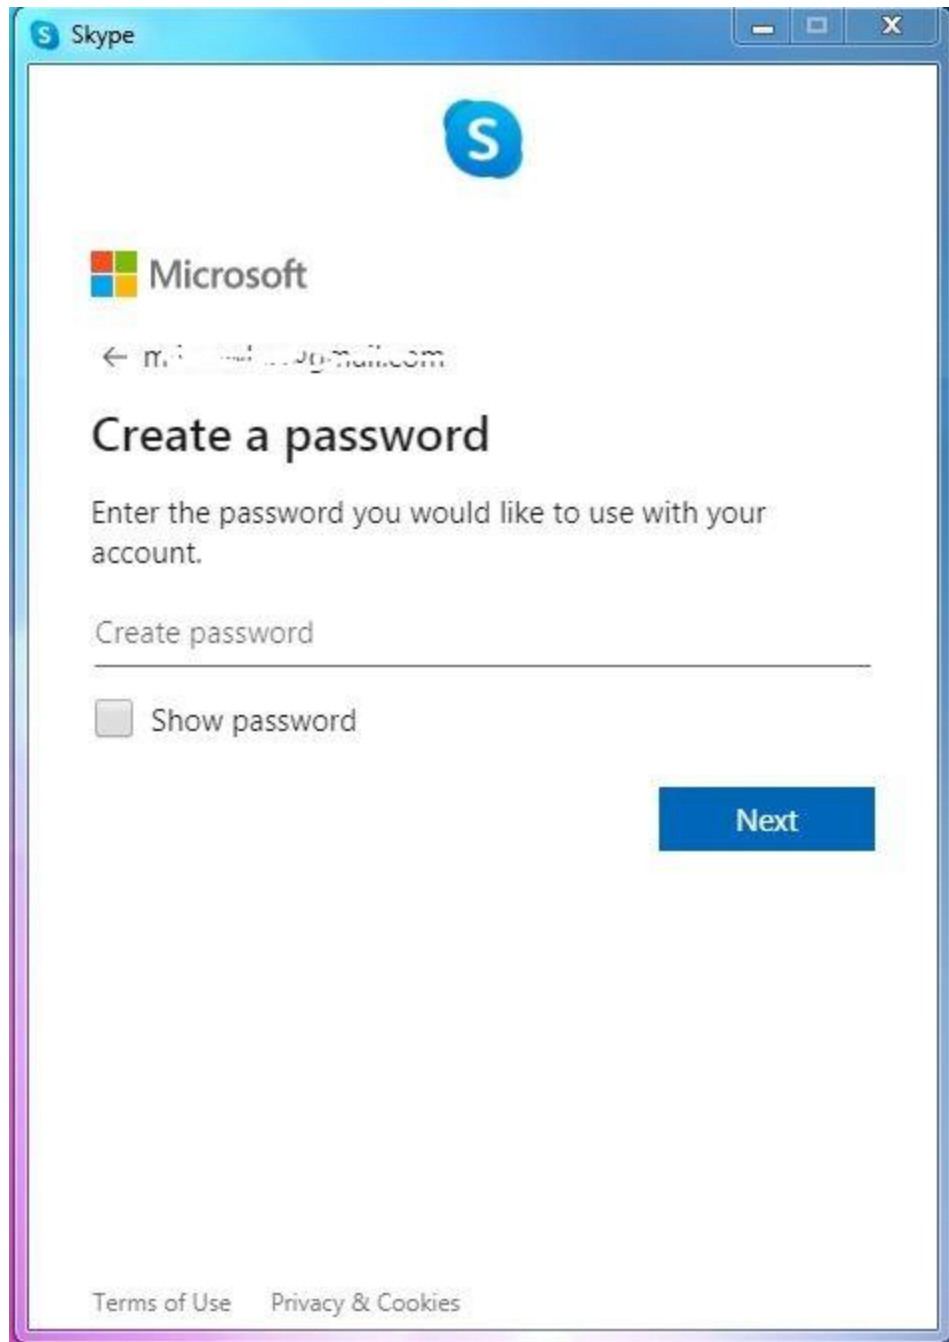 Skype
S
Microsoft
Create a password
Enter the password you would like to use with your
account.
Create password
Show password
Next
Terms of Use Privacy & Cookies